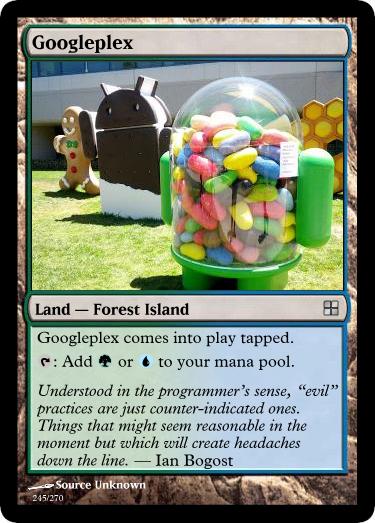 Googleplex
Land — Forest Island
Googleplex comes into play tapped.
: Add or to your mana pool.
Understood in the programmer's sense, "evil"
practices are just counter-indicated ones.
Things that might seem reasonable in the
moment but which will create headaches
down the line. — Ian Bogost
Source Unknown
245/270